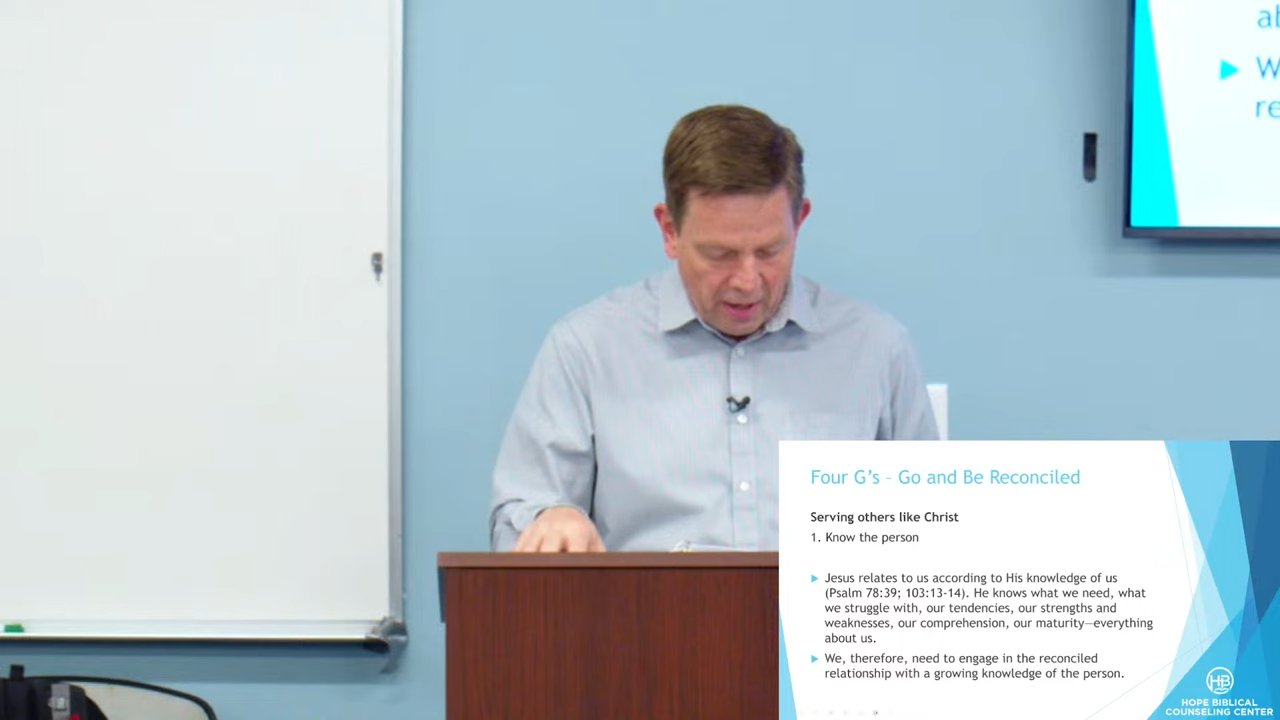 Four G's – Go and Be Reconciled
Serving others like Christ
1. Know the person
Jesus relates to us according to His knowledge of us
(Psalm 78:39; 103:13-14). He knows what we need, what
we struggle with, our tendencies, our strengths and
weaknesses, our comprehension, our maturity—everything
about us.
We, therefore, need to engage in the reconciled
relationship with a growing knowledge of the person.
HB
HOPE BIBLICAL
COUNSELING CENTER